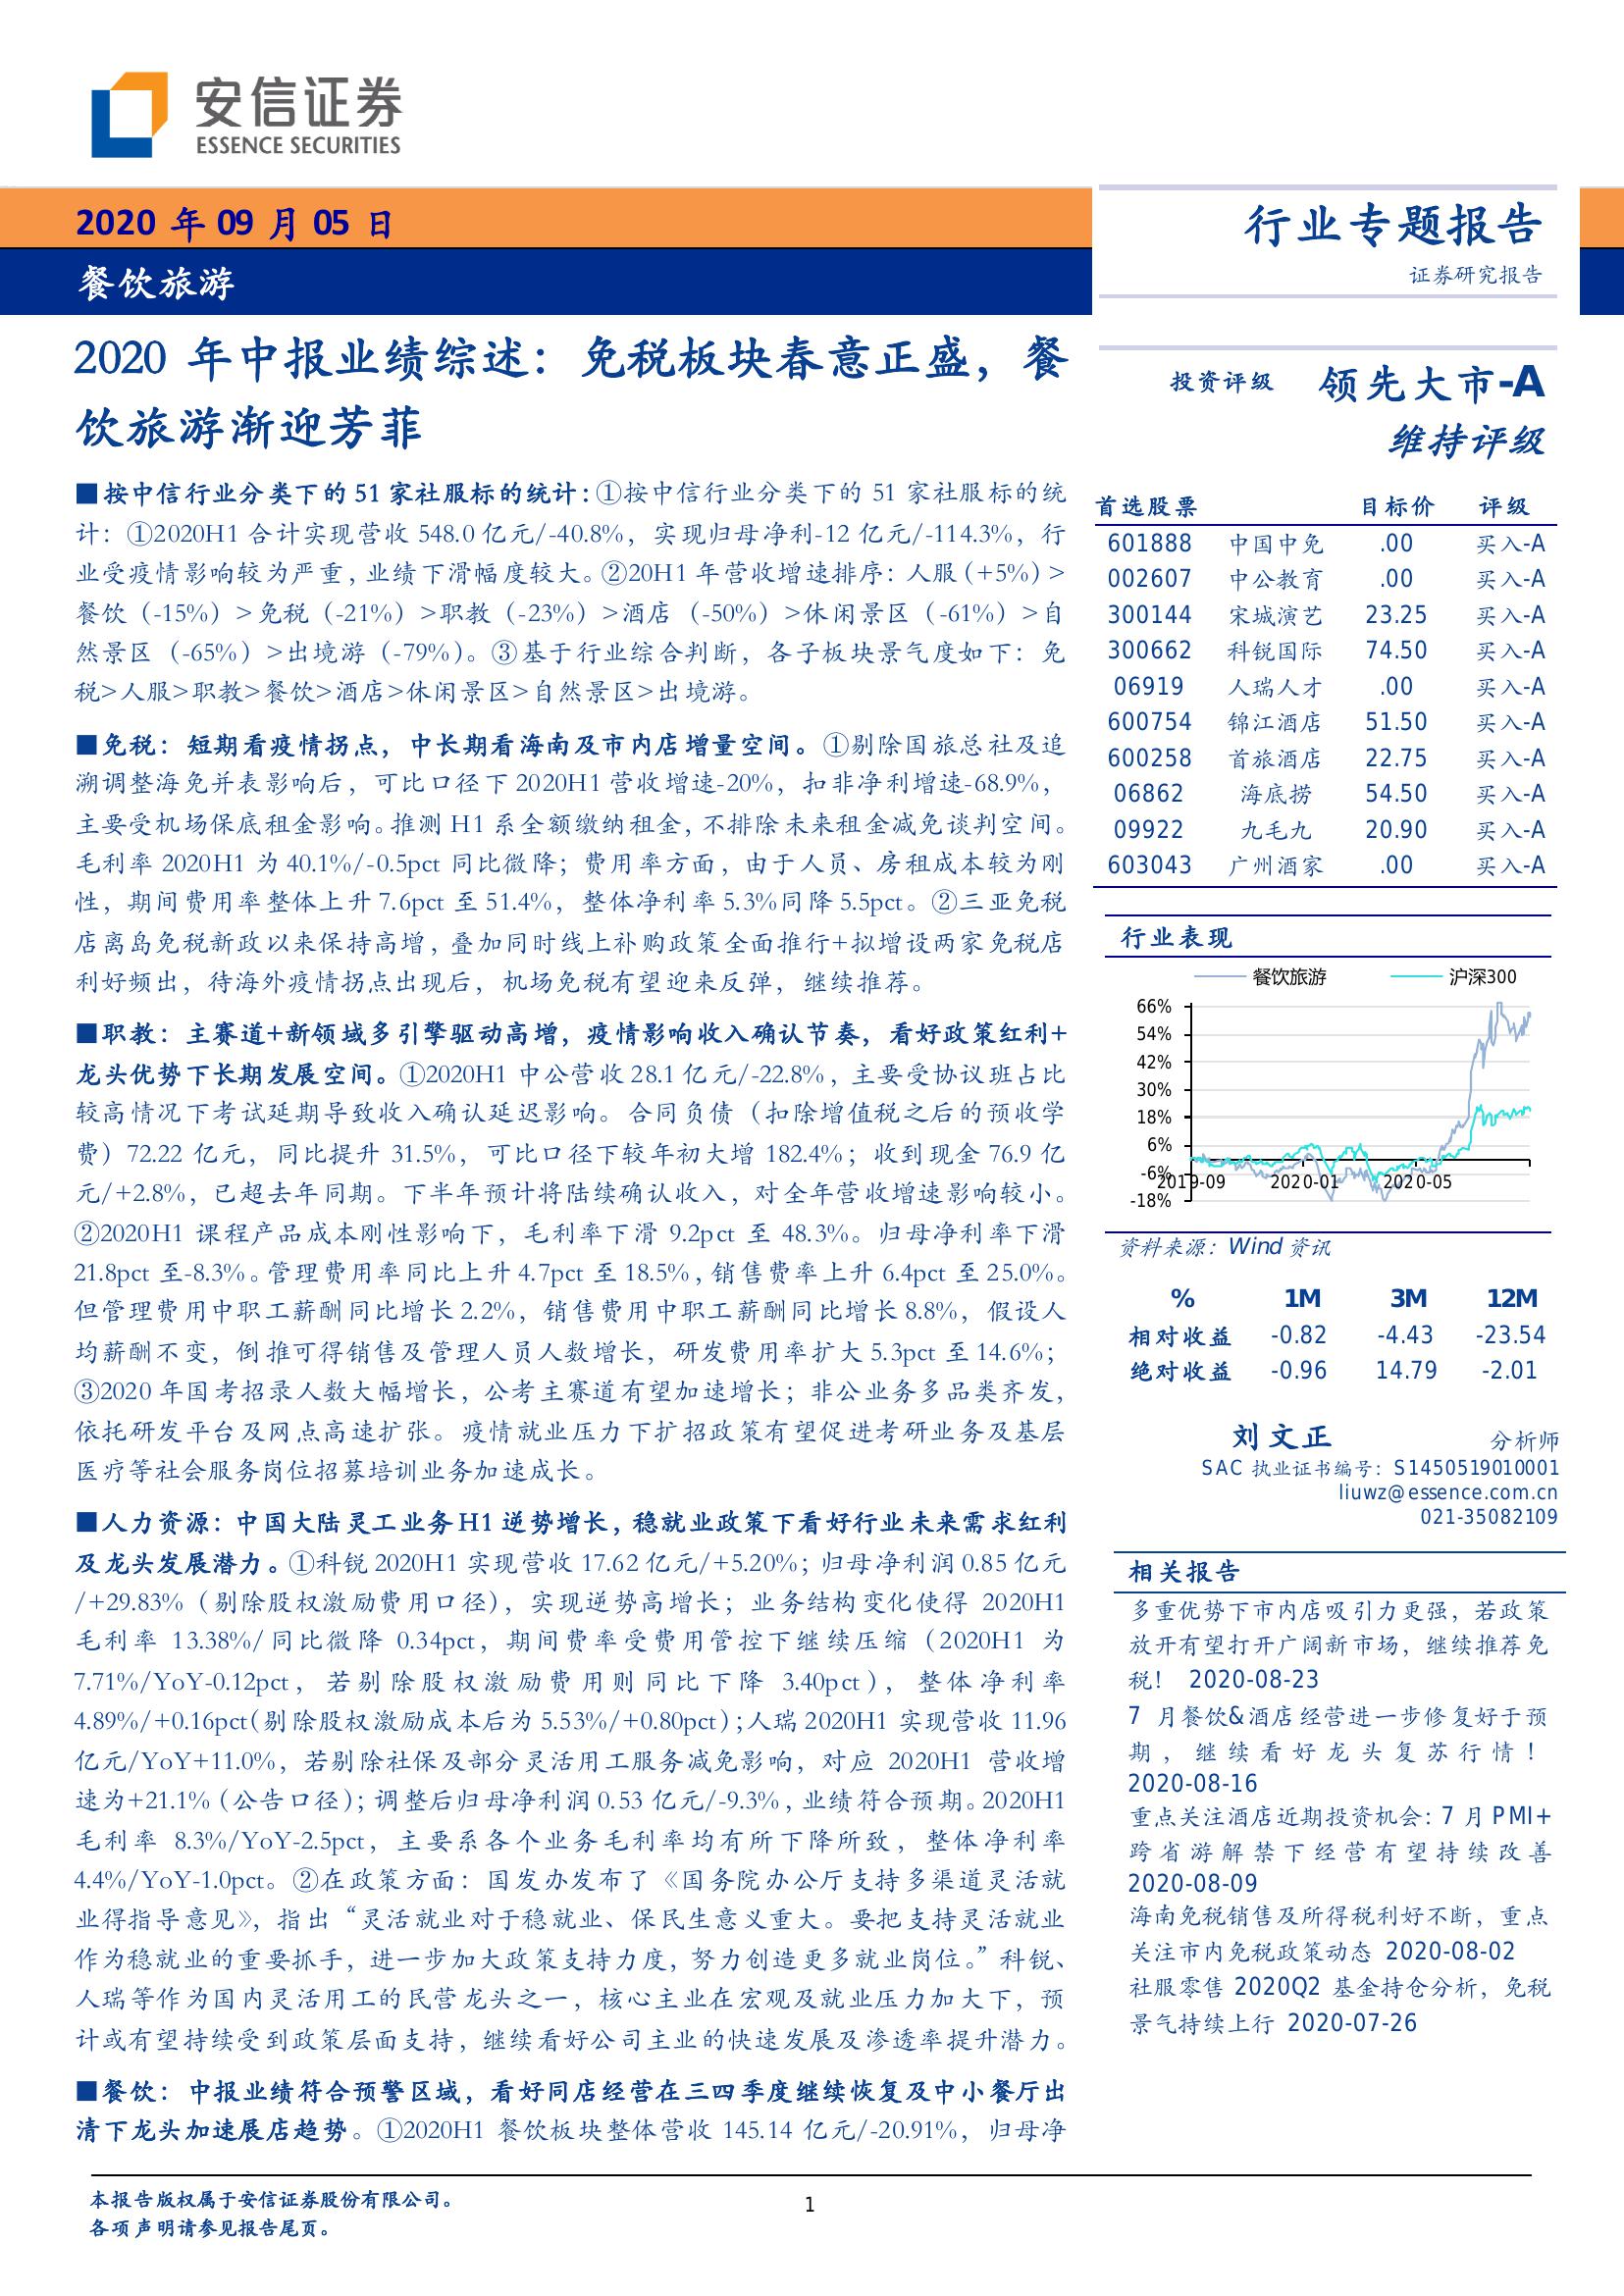 安信证券
ESSENCE SECURITIES
2020 年 09 月 05 日
餐饮旅游
行业专题报告
证券研究报告
2020 年中报业绩综述：免税板块春意正盛，餐
饮旅游渐迎芳菲
■按中信行业分类下的 51 家社服标的统计:①按中信行业分类下的 51 家社服标的统
计：①2020H1 合计实现营收 548.0 亿元/-40.8%，实现归母净利-12 亿元/-114.3%，行
业受疫情影响较为严重,业绩下滑幅度较大。②20H1 年营收增速排序：人服（+5%）>
餐饮（-15%）>免税（-21%）>职教（-23%）>酒店（-50%）>休闲景区（-61%）>自
然景区（-65%）>出境游（-79%）。③基于行业综合判断，各子板块景气度如下：免
税>人服>职教>餐饮>酒店>休闲景区>自然景区>出境游。
■免税：短期看疫情拐点，中长期看海南及市内店增量空间。①剔除国旅总社及追
溯调整海免并表影响后，可比口径下 2020H1 营收增速-20%，扣非净利增速-68.9%，
主要受机场保底租金影响。推测 H1 系全额缴纳租金,不排除未来租金减免谈判空间。
毛利率 2020H1 为 40.1%/-0.5pct 同比微降；费用率方面，由于人员、房租成本较为刚
性，期间费用率整体上升 7.6pct 至 51.4%，整体净利率 5.3%同降 5.5pct。②三亚免税
店离岛免税新政以来保持高增,叠加同时线上补购政策全面推行+拟增设两家免税店
利好频出，待海外疫情拐点出现后，机场免税有望迎来反弹，继续推荐。
■职教：主赛道+新领域多引擎驱动高增，疫情影响收入确认节奏，看好政策红利+
龙头优势下长期发展空间。①2020H1 中公营收 28.1 亿元/-22.8%，主要受协议班占比
较高情况下考试延期导致收入确认延迟影响。合同负债（扣除增值税之后的预收学
费）72.22 亿元，同比提升 31.5%，可比口径下较年初大增 182.4%；收到现金 76.9 亿
元/+2.8%，已超去年同期。下半年预计将陆续确认收入，对全年营收增速影响较小。
②2020H1 课程产品成本刚性影响下，毛利率下滑 9.2pct 至 48.3%。归母净利率下滑
21.8pct 至-8.3%。管理费用率同比上升 4.7pct 至 18.5%,销售费率上升 6.4pct 至 25.0%。
但管理费用中职工薪酬同比增长 2.2%，销售费用中职工薪酬同比增长 8.8%，假设人
均薪酬不变，倒推可得销售及管理人员人数增长，研发费用率扩大 5.3pct 至 14.6%；
③2020 年国考招录人数大幅增长，公考主赛道有望加速增长；非公业务多品类齐发，
依托研发平台及网点高速扩张。疫情就业压力下扩招政策有望促进考研业务及基层
医疗等社会服务岗位招募培训业务加速成长。
■人力资源：中国大陆灵工业务 H1 逆势增长,稳就业政策下看好行业未来需求红利
及龙头发展潜力。①科锐 2020H1 实现营收 17.62 亿元/+5.20%；归母净利润 0.85 亿元
/+29.83%（剔除股权激励费用口径），实现逆势高增长；业务结构变化使得 2020H1
毛利率 13.38%/同比微降 0.34pct，期间费率受费用管控下继续压缩（2020H1 为
7.71%/YoY-0.12pct，若剔除股权激励费用则同比下降 3.40pct），整体净利率
4.89%/+0.16pct(剔除股权激励成本后为 5.53%/+0.80pct)；人瑞 2020H1 实现营收 11.96
亿元/YoY+11.0%，若剔除社保及部分灵活用工服务减免影响，对应 2020H1 营收增
速为+21.1%（公告口径）；调整后归母净利润 0.53 亿元/-9.3%，业绩符合预期。2020H1
毛利率 8.3%/YoY-2.5pct，主要系各个业务毛利率均有所下降所致，整体净利率
4.4%/YoY-1.0pct。②在政策方面：国发办发布了《国务院办公厅支持多渠道灵活就
业得指导意见》，指出“灵活就业对于稳就业、保民生意义重大。要把支持灵活就业
作为稳就业的重要抓手，进一步加大政策支持力度，努力创造更多就业岗位。”科锐、
人瑞等作为国内灵活用工的民营龙头之一，核心主业在宏观及就业压力加大下，预
计或有望持续受到政策层面支持，继续看好公司主业的快速发展及渗透率提升潜力。
■餐饮：中报业绩符合预警区域，看好同店经营在三四季度继续恢复及中小餐厅出
清下龙头加速展店趋势。①2020H1 餐饮板块整体营收 145.14 亿元/-20.91%，归母净
投资评级 领先大市-A
维持评级
首选股票 目标价 评级
601888 中国中免 .00 买入-A
002607 中公教育 .00 买入-A
300144 宋城演艺 23.25 买入-A
300662 科锐国际 74.50 买入-A
06919 人瑞人才 .00 买入-A
600754 锦江酒店 51.50 买入-A
600258 首旅酒店 22.75 买入-A
06862 海底捞 54.50 买入-A
09922 九毛九 20.90 买入-A
603043 广州酒家 .00 买入-A
行业表现
餐饮旅游 沪深300
66%
54%
42%
30%
18%
6%
-6%
-18%
2019-09 2020-01 2020-05
资料来源：Wind 资讯
% 1M 3M 12M
相对收益 -0.82 -4.43 -23.54
绝对收益 -0.96 14.79 -2.01
刘文正 分析师
SAC 执业证书编号：S1450519010001
liuwz@essence.com.cn
021-35082109
相关报告
多重优势下市内店吸引力更强，若政策
放开有望打开广阔新市场，继续推荐免
税！ 2020-08-23
7 月餐饮&酒店经营进一步修复好于预
期，继续看好龙头复苏行情！
2020-08-16
重点关注酒店近期投资机会：7 月 PMI+
跨省游解禁下经营有望持续改善
2020-08-09
海南免税销售及所得税利好不断，重点
关注市内免税政策动态 2020-08-02
社服零售 2020Q2 基金持仓分析，免税
景气持续上行 2020-07-26
本报告版权属于安信证券股份有限公司。
各项声明请参见报告尾页。
1